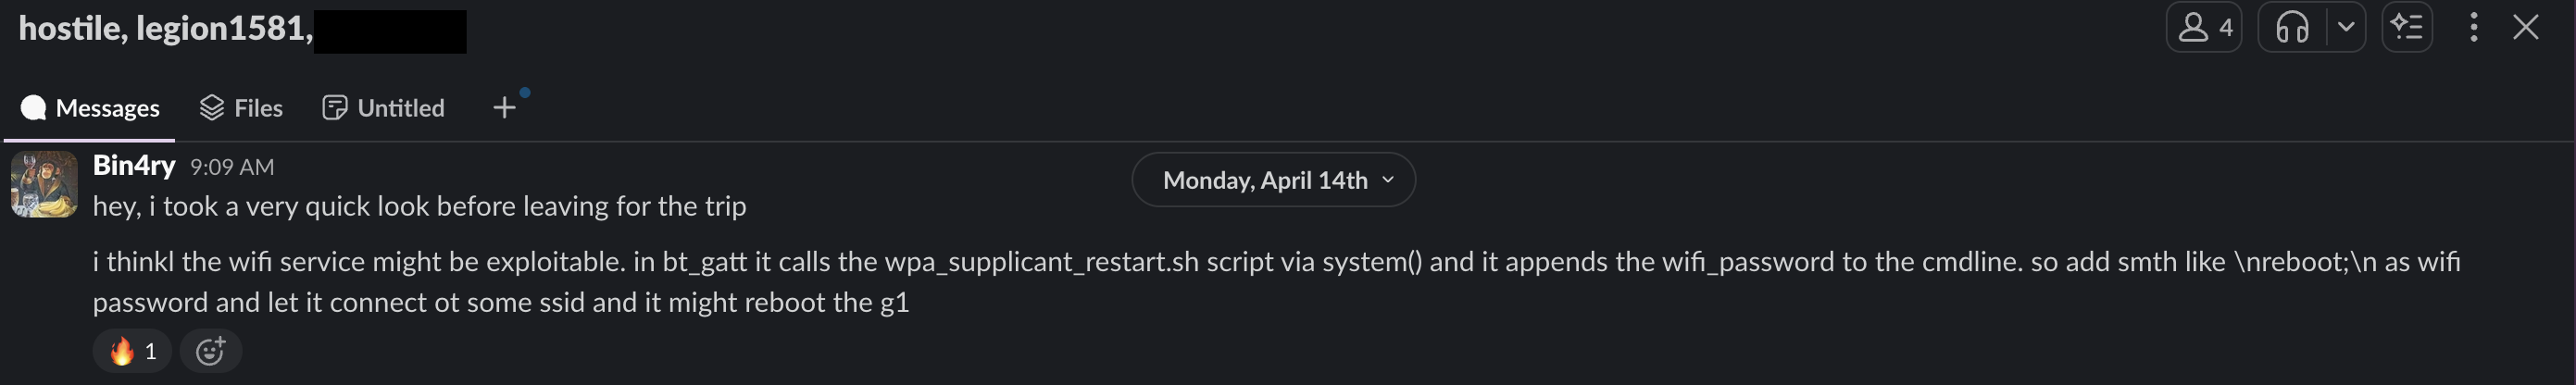 hostile, legion1581,
4
Messages
Files
Untitled
Bin4ry 9:09 AM
Monday, April 14th
hey, i took a very quick look before leaving for the trip
i thinkl the wifi service might be exploitable. in bt_gatt it calls the wpa_supplicant_restart.sh script via system() and it appends the wifi_password to the cmdline. so add smth like \nreboot;\n as wifi
password and let it connect ot some ssid and it might reboot the g1
1